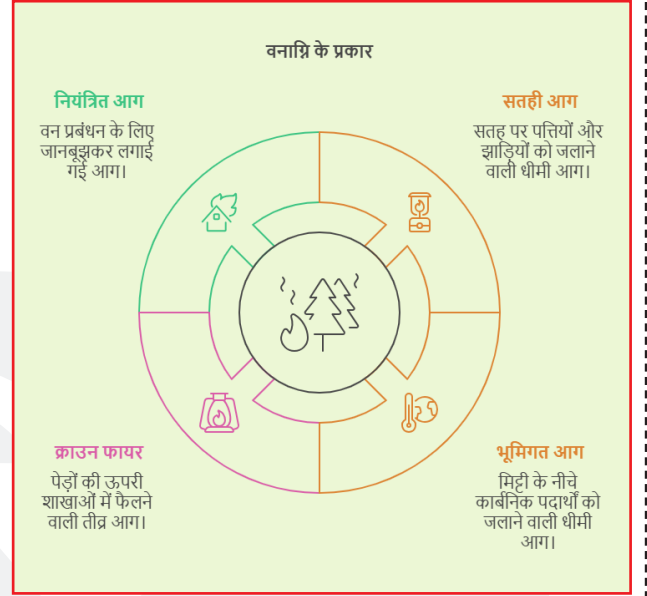 वनाग्नि के प्रकार
नियंत्रित आग
वन प्रबंधन के लिए
जानबूझकर लगाई
गई आग।
सतही आग
सतह पर पत्तियों और
झाड़ियों को जलाने
वाली धीमी आग।
क्राउन फायर
पेड़ों की ऊपरी
शाखाओं में फैलने
वाली तीव्र आग।
भूमिगत आग
मिट्टी के नीचे
कार्बनिक पदार्थों को
जलाने वाली धीमी
आग।